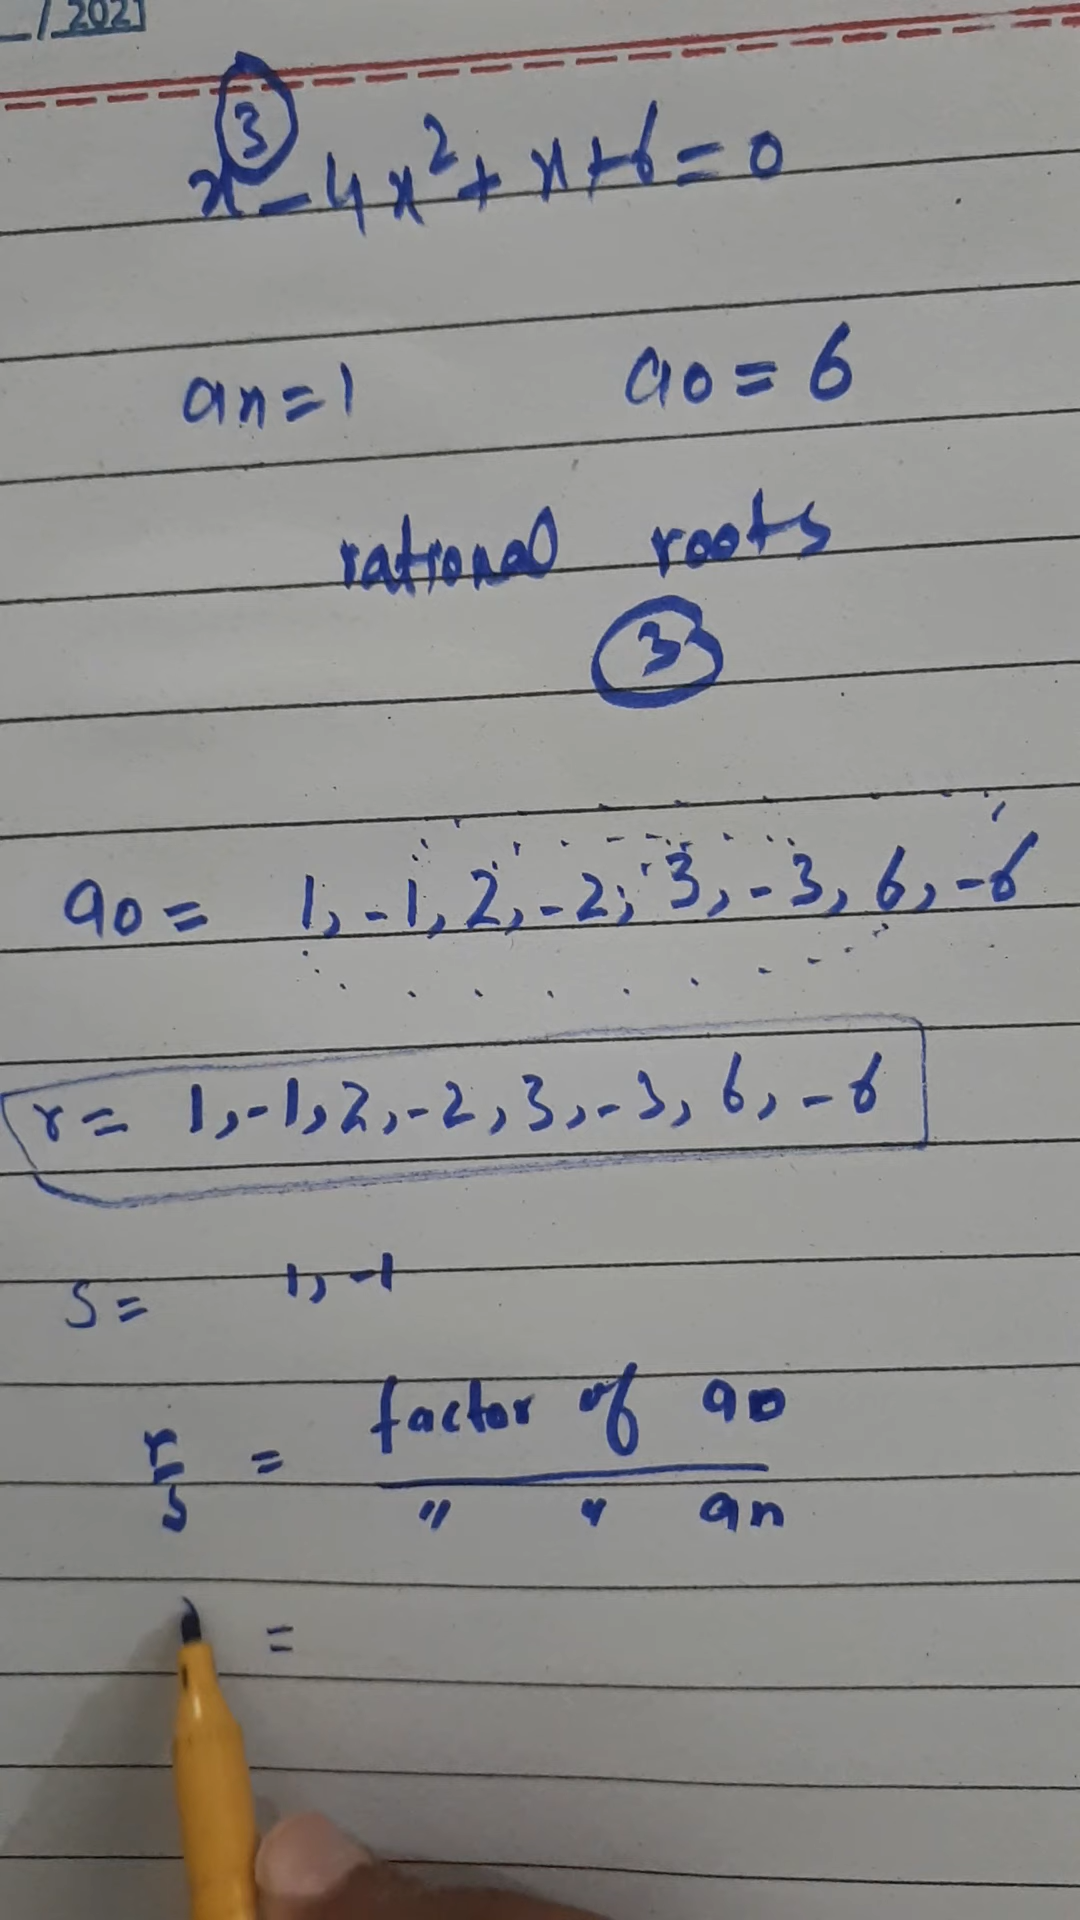 _/ 2021
x³ - 4x² + x + 6 = 0
an = 1 a0 = 6
rational roots
3
a0 = 1, -1, 2, -2, 3, -3, 6, -6
r = 1, -1, 2, -2, 3, -3, 6, -6
S = 1, -1
r/s = factor of a0 / " " an
=